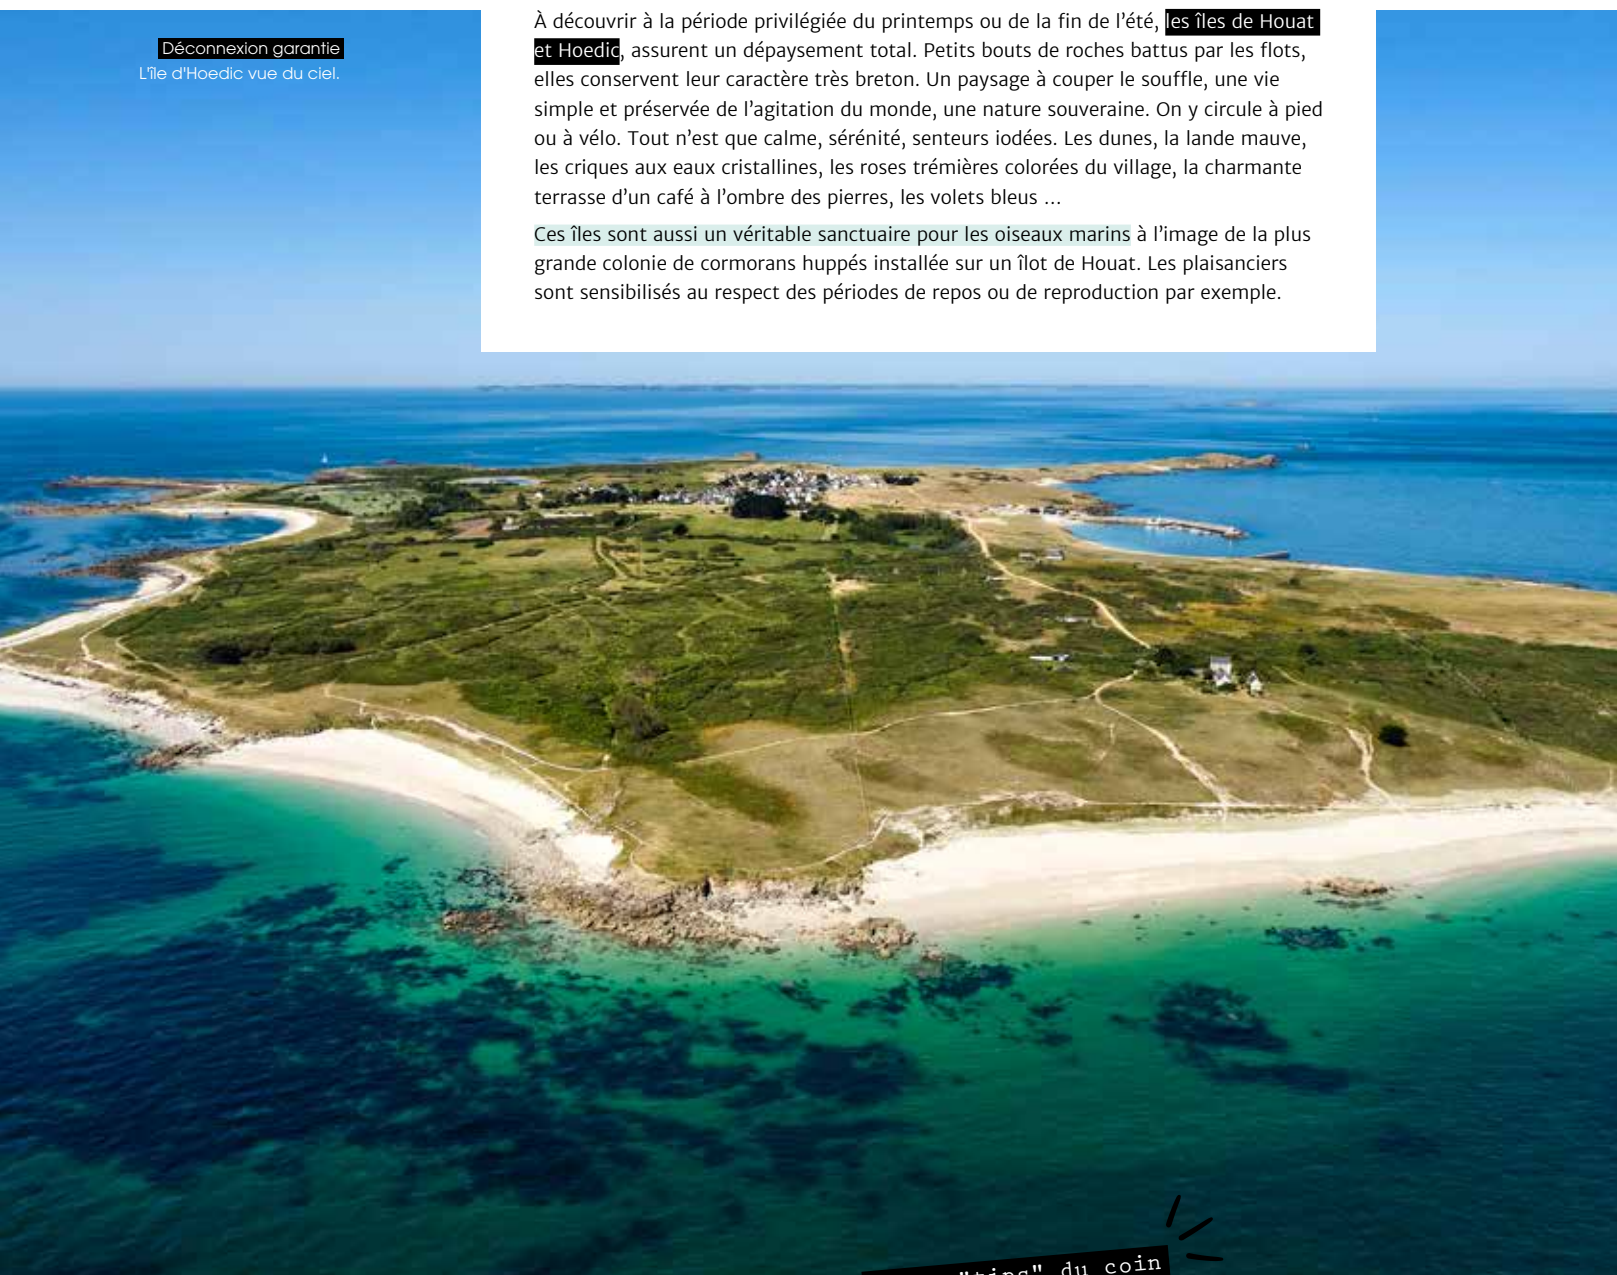 Déconnexion garantie
L'île d'Hoedic vue du ciel.
À découvrir à la période privilégiée du printemps ou de la fin de l’été, les îles de Houat
et Hoedic, assurent un dépaysement total. Petits bouts de roches battus par les flots,
elles conservent leur caractère très breton. Un paysage à couper le souffle, une vie
simple et préservée de l’agitation du monde, une nature souveraine. On y circule à pied
ou à vélo. Tout n’est que calme, sérénité, senteurs iodées. Les dunes, la lande mauve,
les criques aux eaux cristallines, les roses trémières colorées du village, la charmante
terrasse d’un café à l’ombre des pierres, les volets bleus …
Ces îles sont aussi un véritable sanctuaire pour les oiseaux marins à l’image de la plus
grande colonie de cormorans huppés installée sur un îlot de Houat. Les plaisanciers
sont sensibilisés au respect des périodes de repos ou de reproduction par exemple.
"tips" du coin